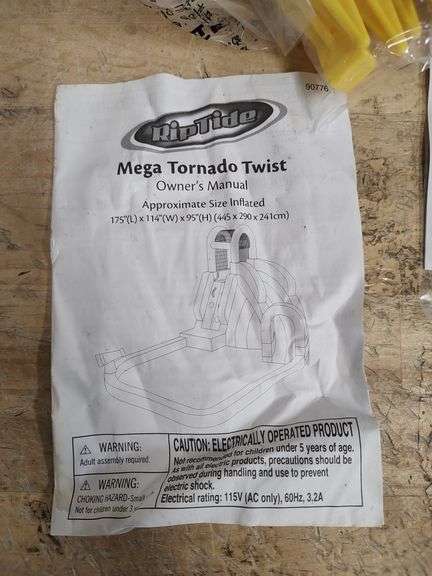 90776
RipTide
Mega Tornado Twist
Owner's Manual
Approximate Size Inflated
175"(L) x 114"(W) x 95"(H) (445 x 290 x 241cm)
WARNING:
Adult assembly required.
WARNING:
CHOKING HAZARD-Small
Not for children under 3
CAUTION: ELECTRICALLY OPERATED PRODUCT
Not recommended for children under 5 years of age.
As with all electric products, precautions should be
observed during handling and use to prevent
electric shock.
Electrical rating: 115V (AC only), 60Hz, 3.2A